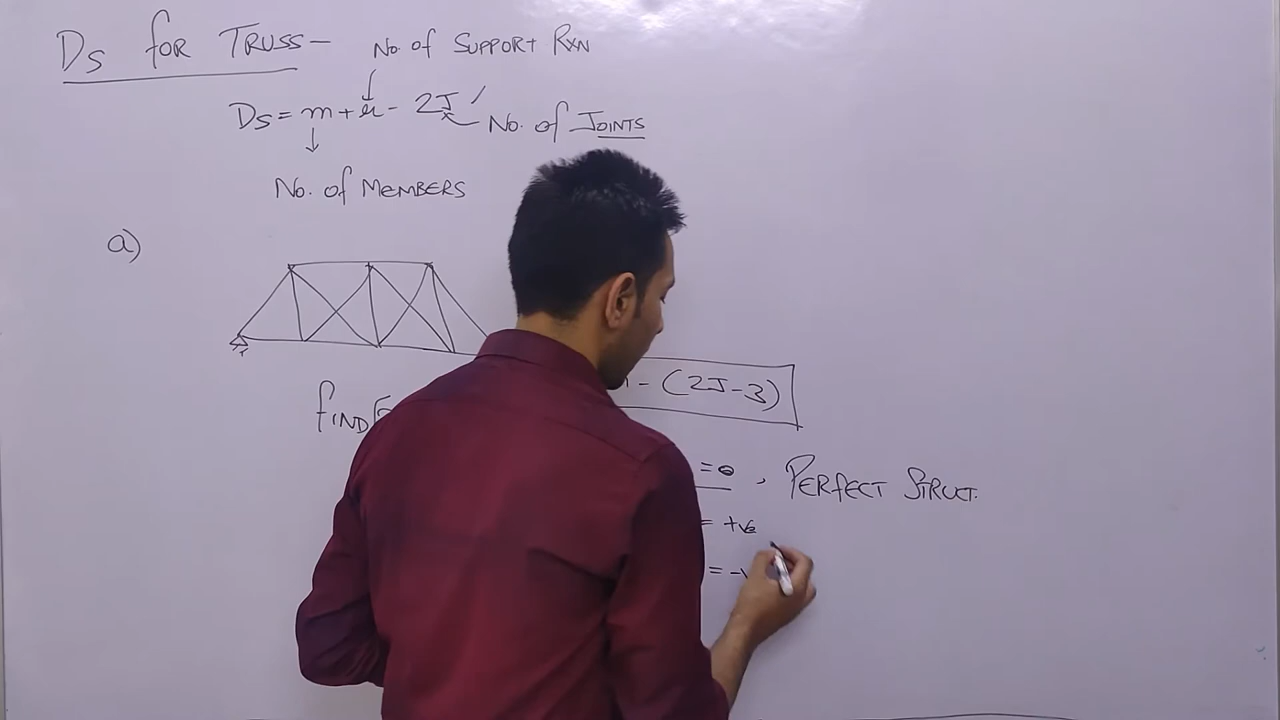 Ds for TRUSS - No. of SUPPORT RXN
Ds = m + r - 2J
No. of JOINTS
No. of MEMBERS
a)
- (2J-3)
FIND
= 0, PERFECT STRUCT.
= +ve
= -v